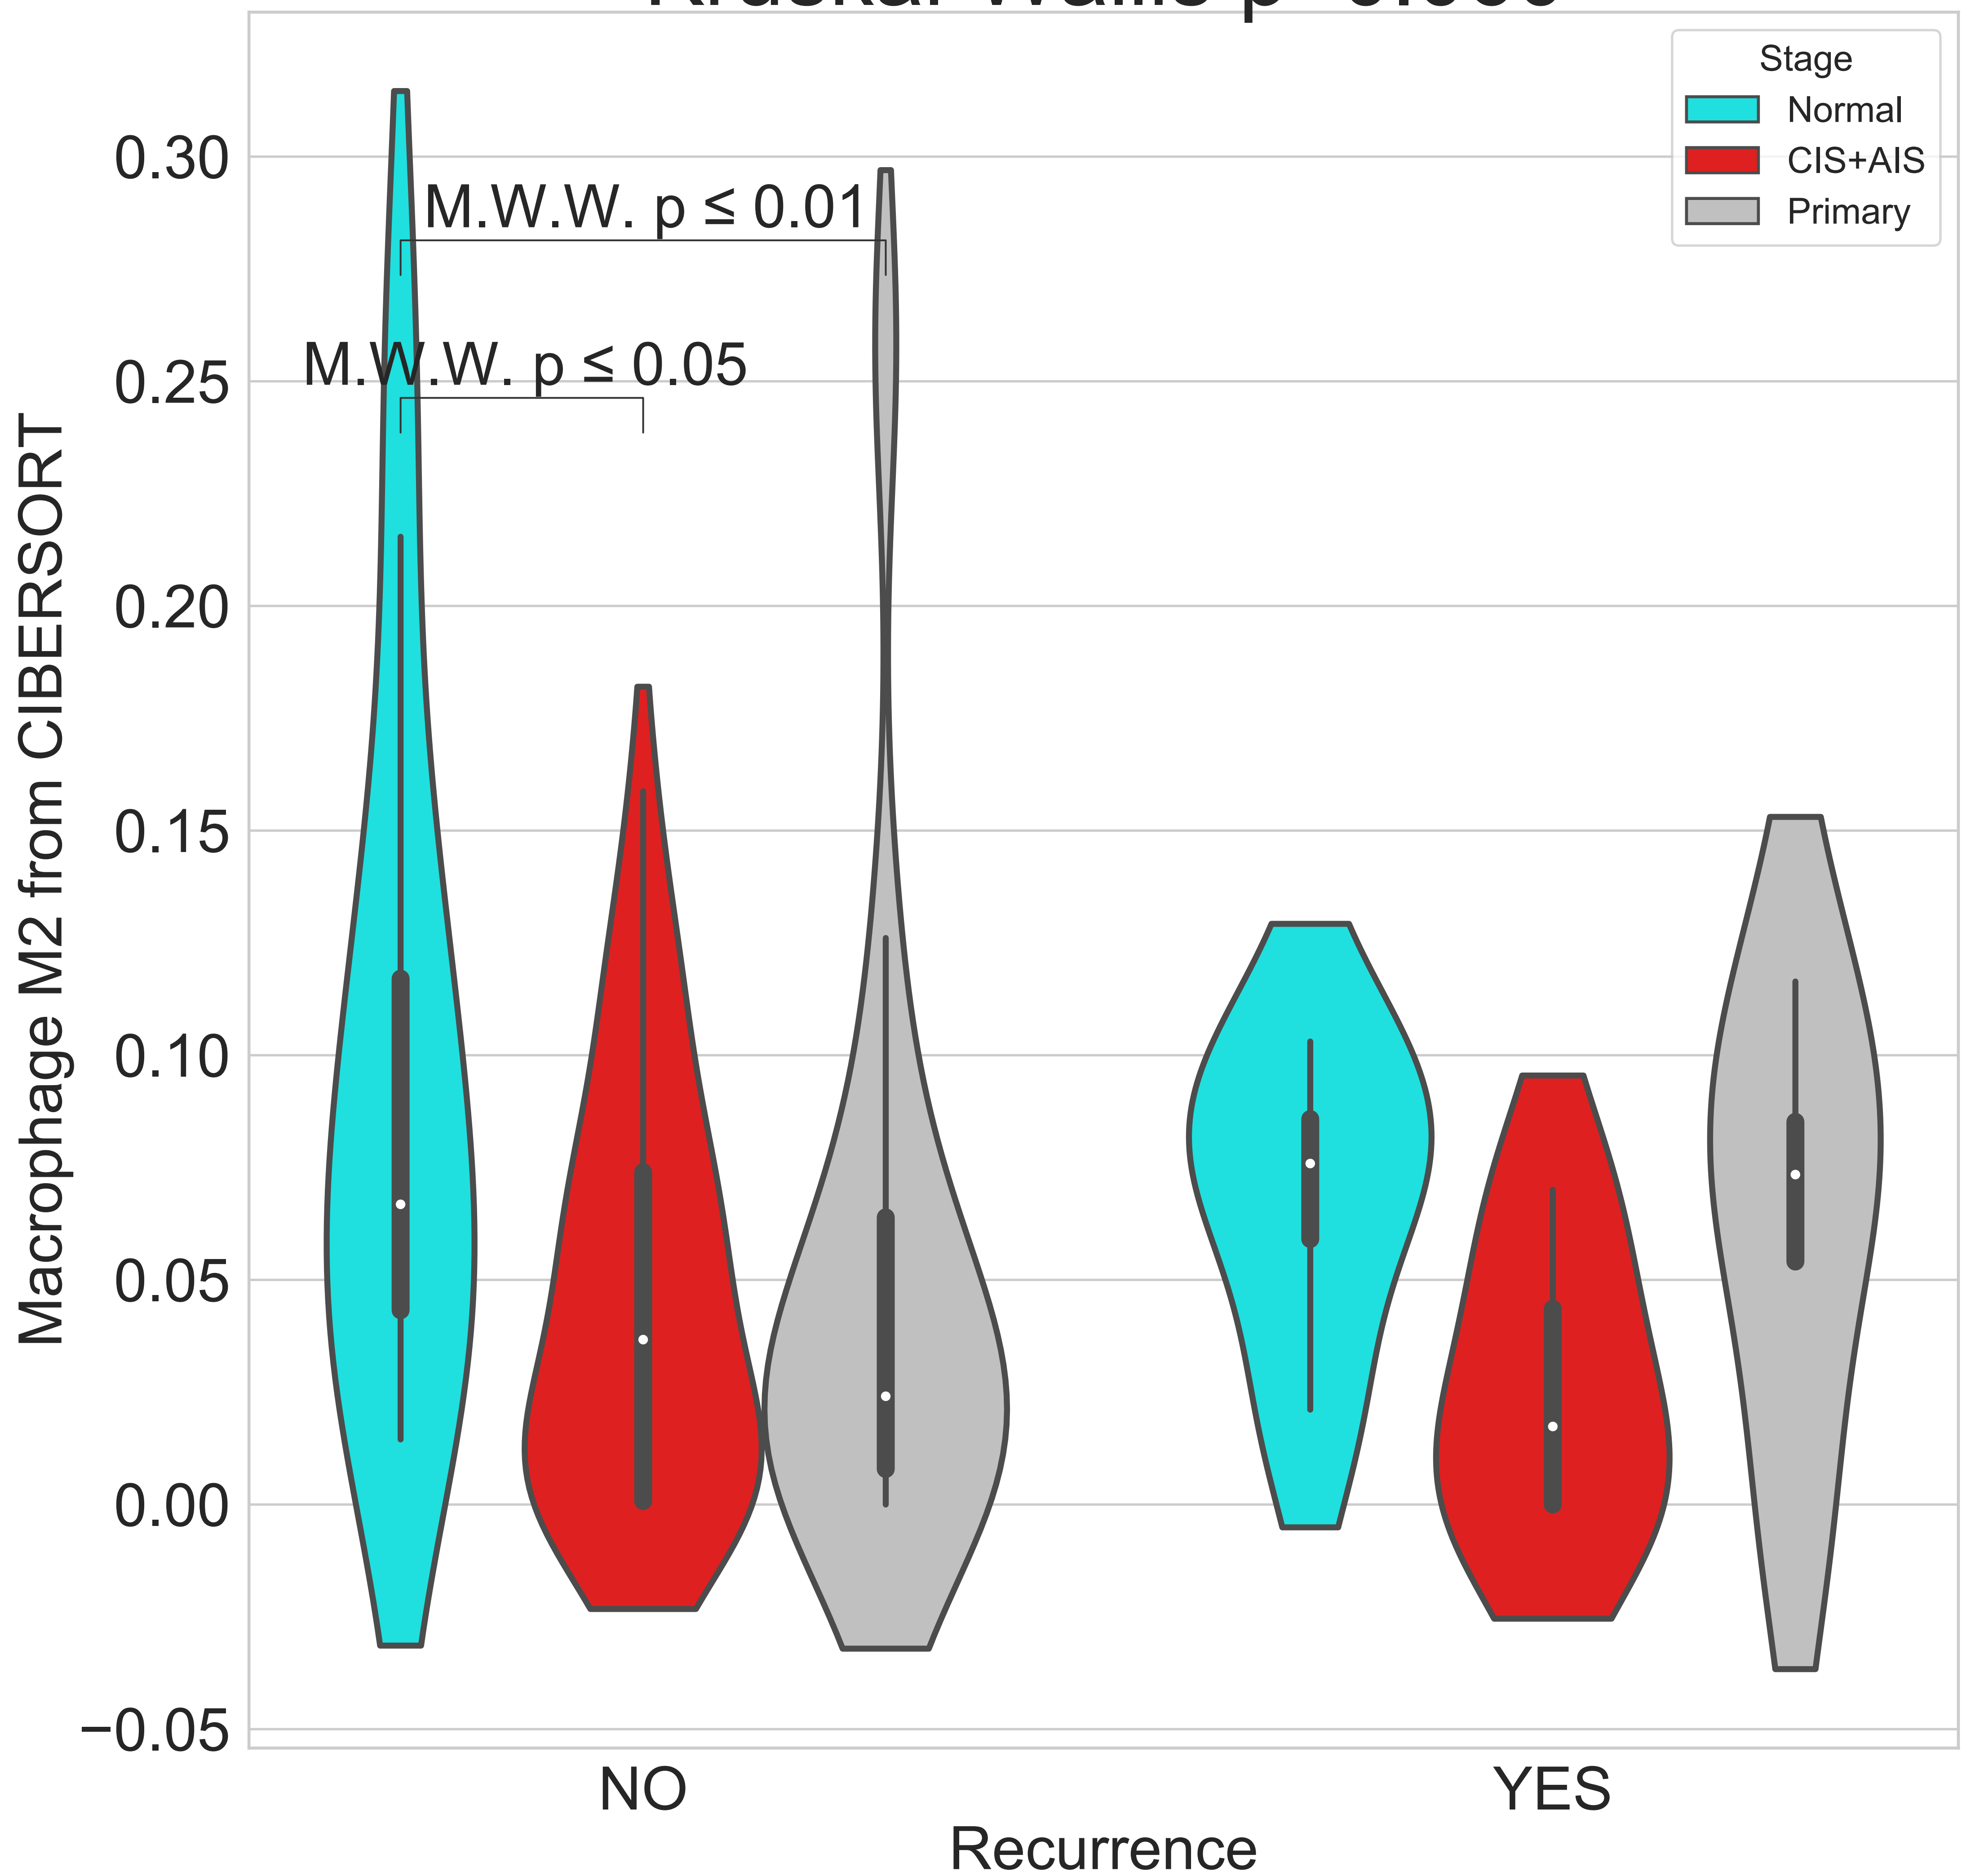 Stage
Normal
CIS+AIS
Primary
M.W.W. p ≤ 0.01
M.W.W. p ≤ 0.05
0.30
0.25
0.20
0.15
0.10
0.05
0.00
−0.05
Macrophage M2 from CIBERSORT
NO
YES
Recurrence